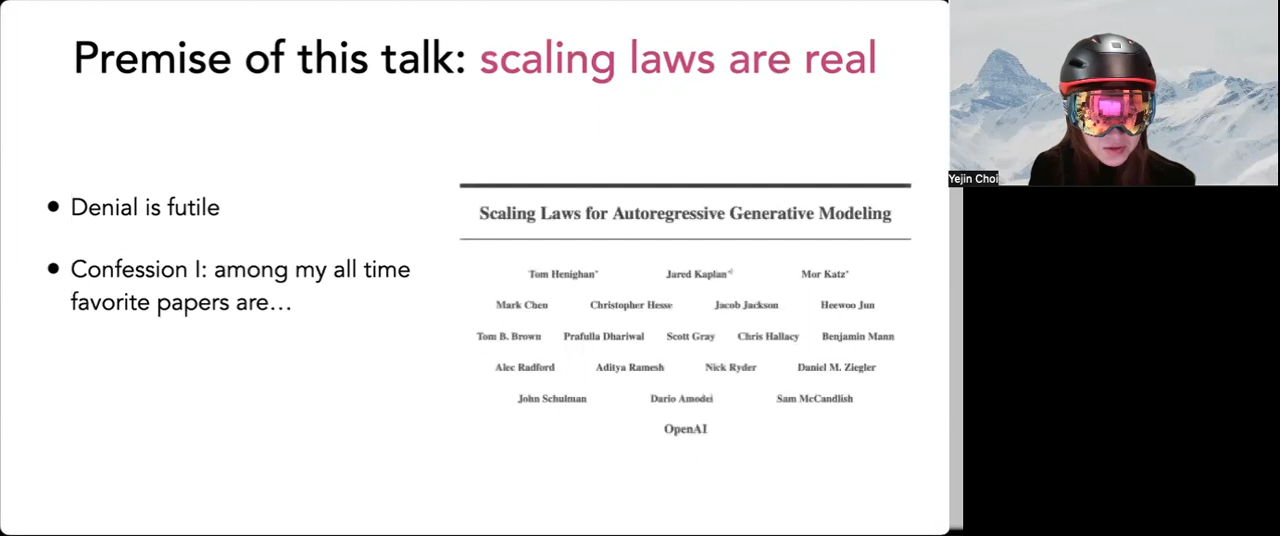 Premise of this talk: scaling laws are real
Denial is futile
Confession I: among my all time
favorite papers are…
Scaling Laws for Autoregressive Generative Modeling
Tom Henighan* Jared Kaplan*† Mor Katz*
Mark Chen Christopher Hesse Jacob Jackson Heewoo Jun
Tom B. Brown Prafulla Dhariwal Scott Gray Chris Hallacy Benjamin Mann
Alec Radford Aditya Ramesh Nick Ryder Daniel M. Ziegler
John Schulman Dario Amodei Sam McCandlish
OpenAI
Yejin Choi